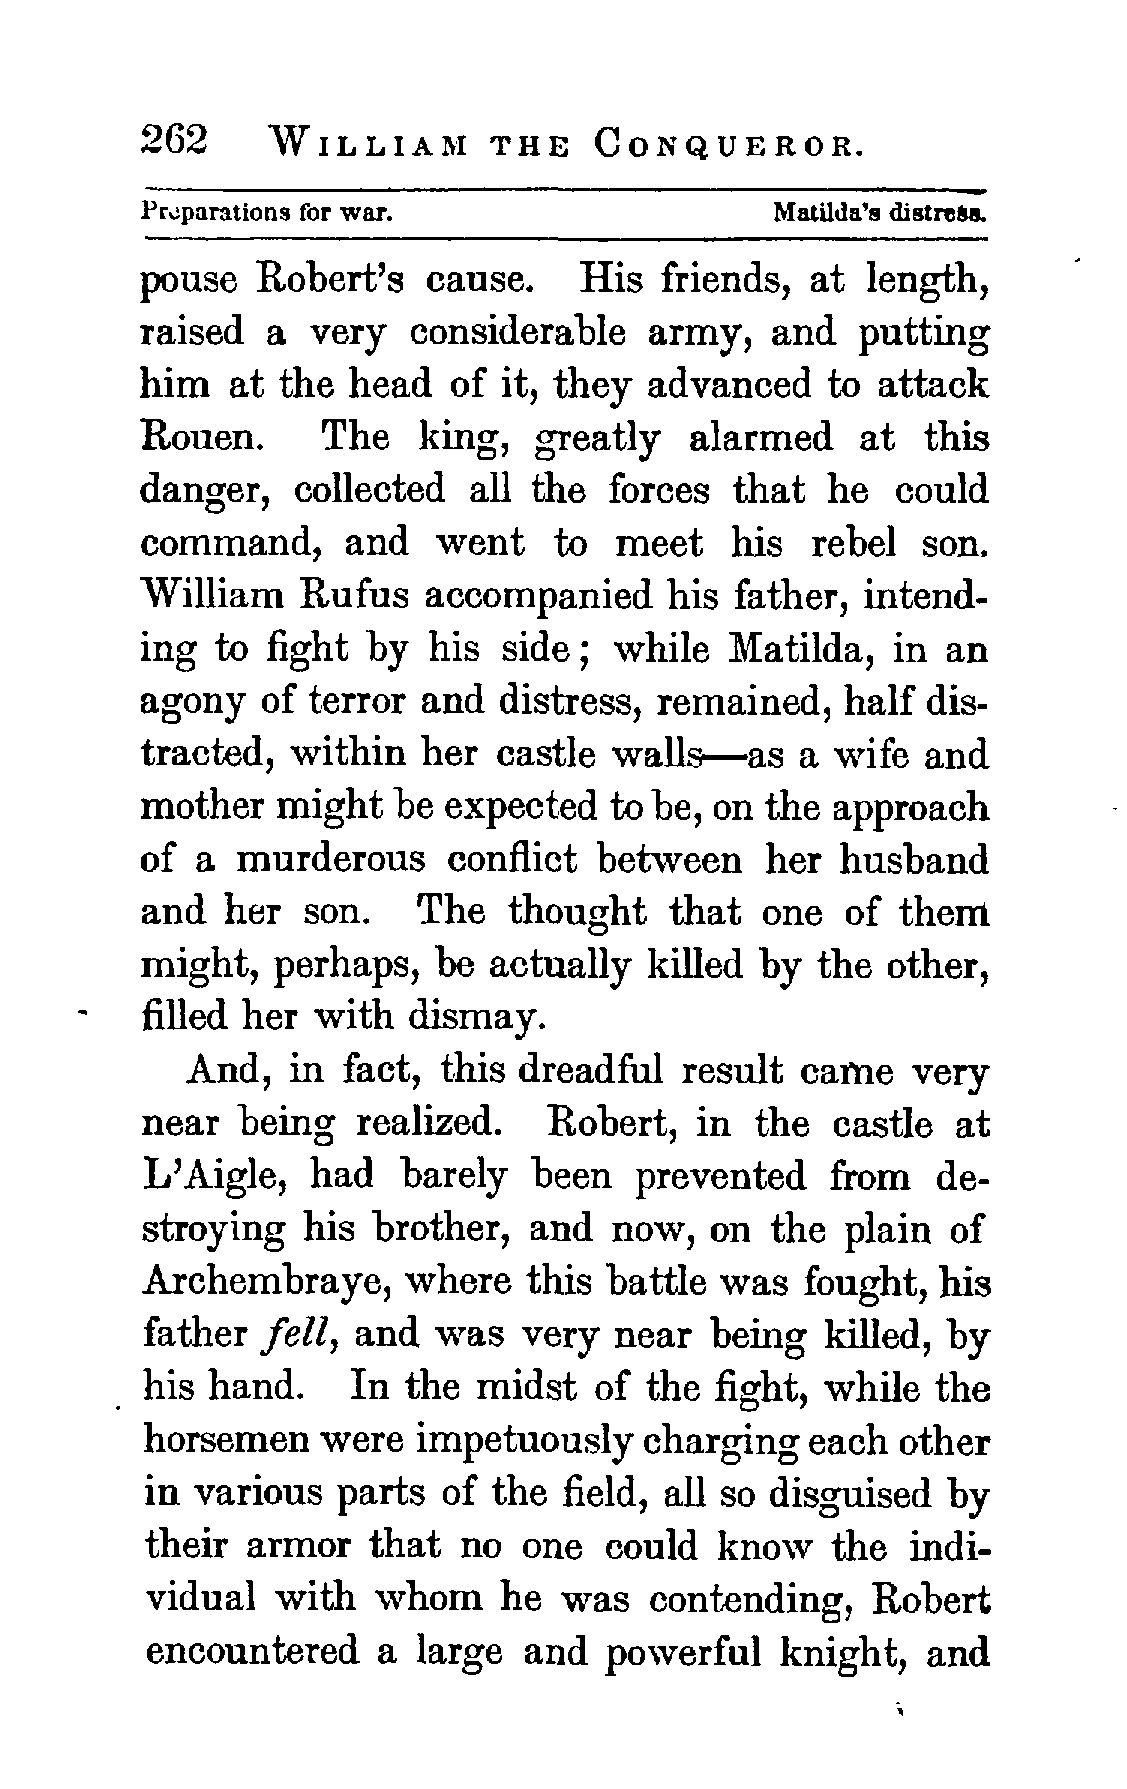 262 WILLIAM THE CONQUEROR.
Preparations for war. Matilda's distress.
pouse Robert's cause. His friends, at length,
raised a very considerable army, and putting
him at the head of it, they advanced to attack
Rouen. The king, greatly alarmed at this
danger, collected all the forces that he could
command, and went to meet his rebel son.
William Rufus accompanied his father, intend-
ing to fight by his side; while Matilda, in an
agony of terror and distress, remained, half dis-
tracted, within her castle walls—as a wife and
mother might be expected to be, on the approach
of a murderous conflict between her husband
and her son. The thought that one of them
might, perhaps, be actually killed by the other,
filled her with dismay.
And, in fact, this dreadful result came very
near being realized. Robert, in the castle at
L'Aigle, had barely been prevented from de-
stroying his brother, and now, on the plain of
Archembraye, where this battle was fought, his
father fell, and was very near being killed, by
his hand. In the midst of the fight, while the
horsemen were impetuously charging each other
in various parts of the field, all so disguised by
their armor that no one could know the indi-
vidual with whom he was contending, Robert
encountered a large and powerful knight, and